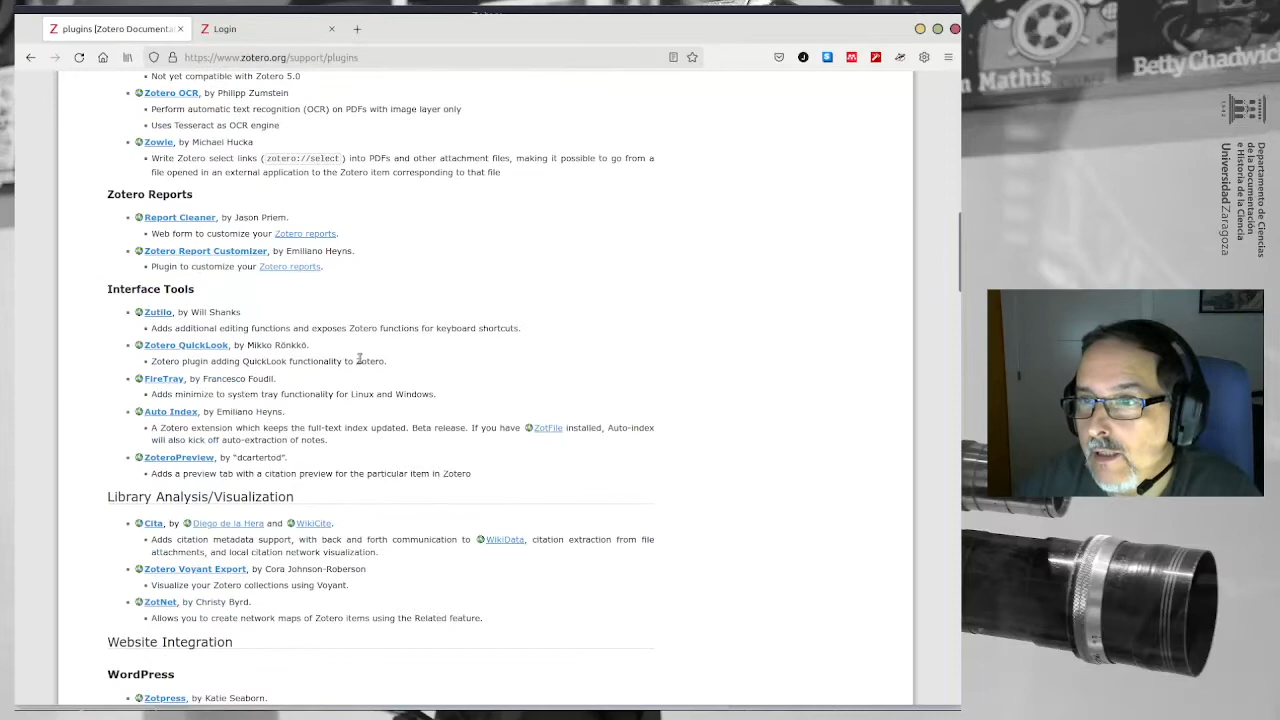 plugins [Zotero Documenta
Login
https://www.zotero.org/support/plugins
Not yet compatible with Zotero 5.0
Zotero OCR, by Philipp Zumstein
Perform automatic text recognition (OCR) on PDFs with image layer only
Uses Tesseract as OCR engine
Zowie, by Michael Hucka
Write Zotero select links (zotero://select) into PDFs and other attachment files, making it possible to go from a
file opened in an external application to the Zotero item corresponding to that file
Zotero Reports
Report Cleaner, by Jason Priem.
Web form to customize your Zotero reports.
Zotero Report Customizer, by Emiliano Heyns.
Plugin to customize your Zotero reports.
Interface Tools
Zutilo, by Will Shanks
Adds additional editing functions and exposes Zotero functions for keyboard shortcuts.
Zotero QuickLook, by Mikko Rönkkö.
Zotero plugin adding QuickLook functionality to Zotero.
FireTray, by Francesco Foudil.
Adds minimize to system tray functionality for Linux and Windows.
Auto Index, by Emiliano Heyns.
A Zotero extension which keeps the full-text index updated. Beta release. If you have ZotFile installed, Auto-index
will also kick off auto-extraction of notes.
ZoteroPreview, by “dcartertod”.
Adds a preview tab with a citation preview for the particular item in Zotero
Library Analysis/Visualization
Cita, by Diego de la Hera and WikiCite.
Adds citation metadata support, with back and forth communication to WikiData, citation extraction from file
attachments, and local citation network visualization.
Zotero Voyant Export, by Cora Johnson-Roberson
Visualize your Zotero collections using Voyant.
ZotNet, by Christy Byrd.
Allows you to create network maps of Zotero items using the Related feature.
Website Integration
WordPress
Zotpress, by Katie Seaborn.
n Mathis
Betty Chadwi
Departamento de Ciencias
de la Documentación
e Historia de la Ciencia
Universidad Zaragoza
1542